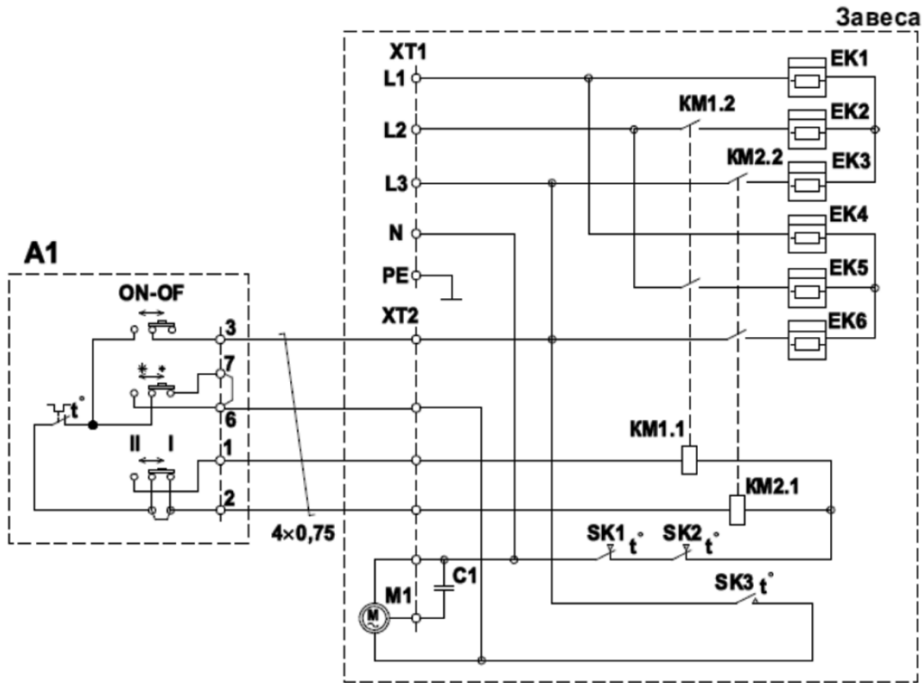 Завеса
XT1
L1
EK1
KM1.2
L2
EK2
KM2.2
L3
EK3
N
EK4
A1
PE
EK5
ON-OF
XT2
3
EK6
7
* +
t°
6
KM1.1
II I
1
KM2.1
2
4×0,75
SK1 t°
SK2 t°
C1
SK3 t°
M1
M
~